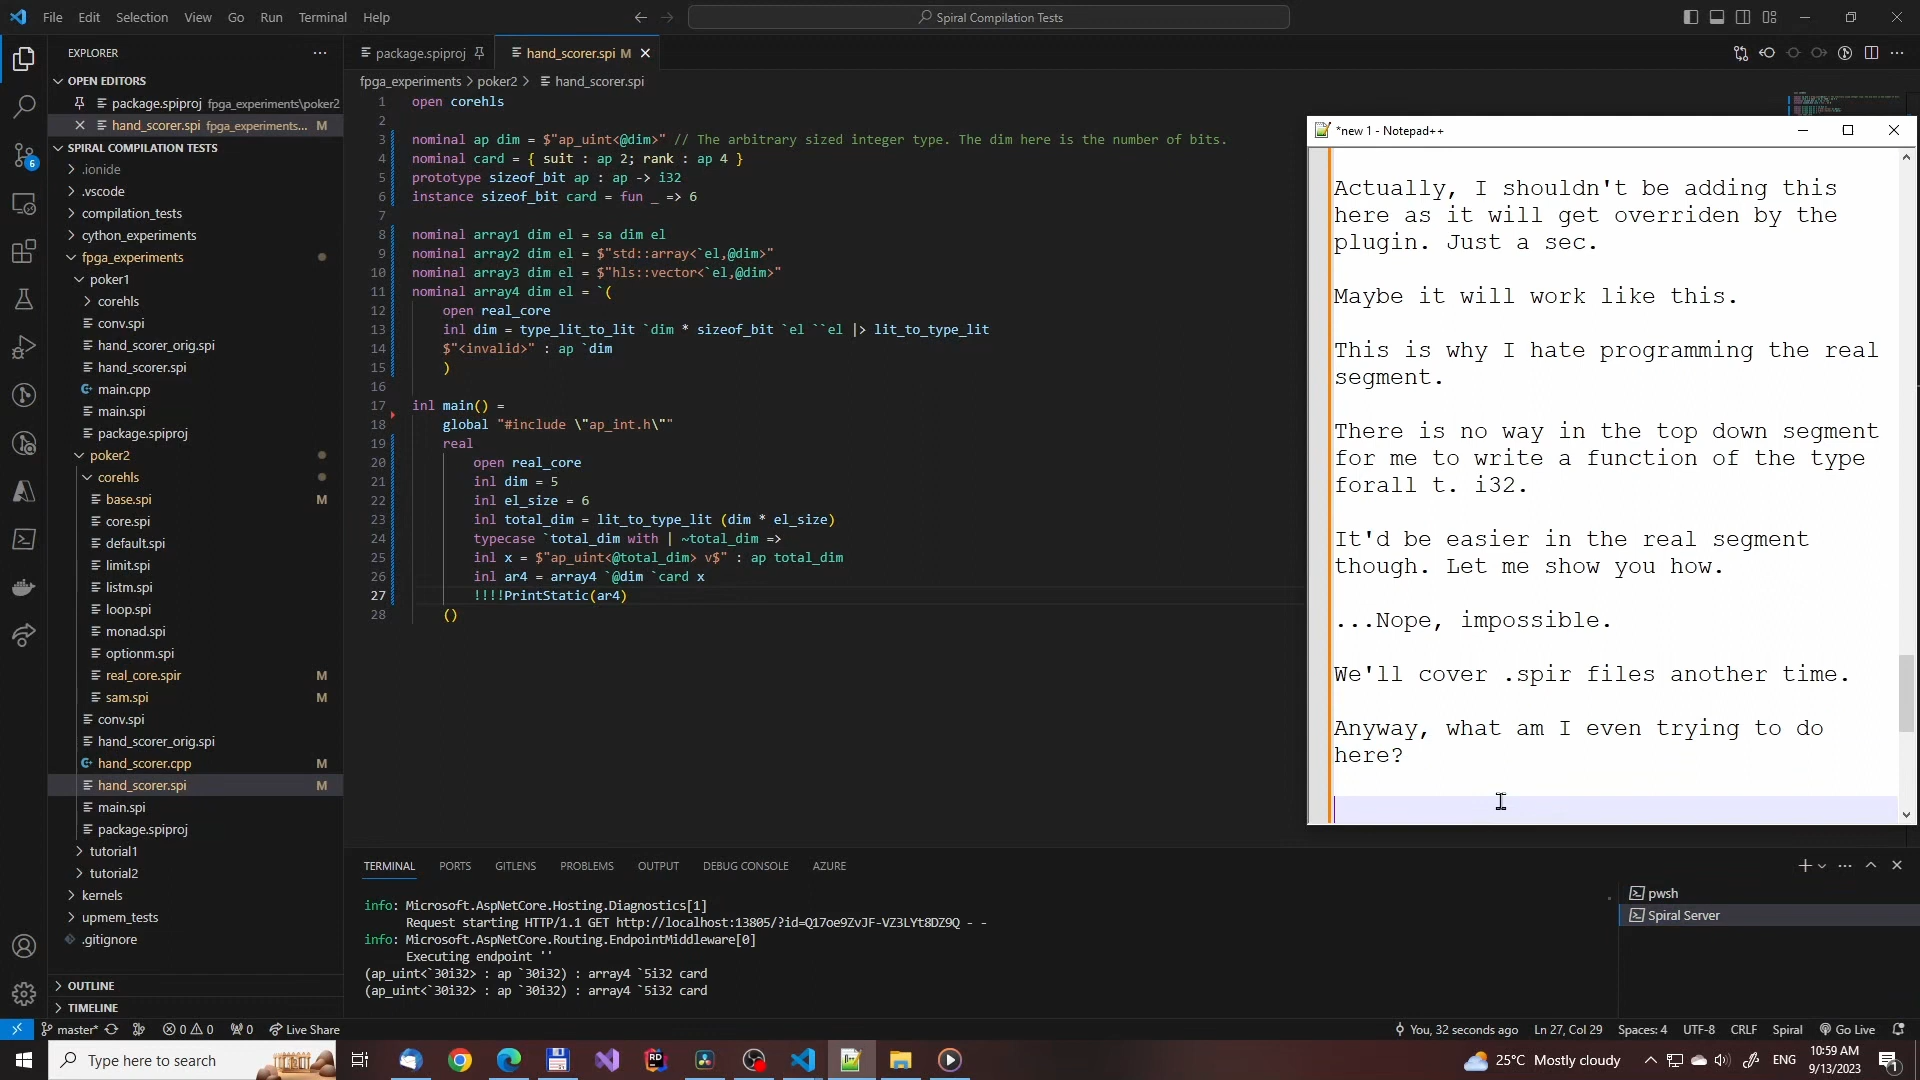 File Edit Selection View Go Run Terminal Help
Spiral Compilation Tests
EXPLORER
OPEN EDITORS
package.spiproj fpga_experiments\poker2
hand_scorer.spi fpga_experiments... M
SPIRAL COMPILATION TESTS
.ionide
.vscode
compilation_tests
cython_experiments
fpga_experiments
poker1
corehls
conv.spi
hand_scorer_orig.spi
hand_scorer.spi
main.cpp
main.spi
package.spiproj
poker2
corehls
base.spi M
core.spi
default.spi
limit.spi
listm.spi
loop.spi
monad.spi
optionm.spi
real_core.spir M
sam.spi M
conv.spi
hand_scorer_orig.spi
hand_scorer.cpp M
hand_scorer.spi M
main.spi
package.spiproj
tutorial1
tutorial2
kernels
upmem_tests
.gitignore
OUTLINE
TIMELINE
6
package.spiproj hand_scorer.spi M
fpga_experiments > poker2 > hand_scorer.spi
1 open corehls
2
3 nominal ap dim = $"ap_uint<@dim>" // The arbitrary sized integer type. The dim here is the number of bits.
4 nominal card = { suit : ap 2; rank : ap 4 }
5 prototype sizeof_bit ap : ap -> i32
6 instance sizeof_bit card = fun _ => 6
7
8 nominal array1 dim el = sa dim el
9 nominal array2 dim el = $"std::array<`el,@dim>"
10 nominal array3 dim el = $"hls::vector<`el,@dim>"
11 nominal array4 dim el = `(
12 open real_core
13 inl dim = type_lit_to_lit `dim * sizeof_bit `el ``el |> lit_to_type_lit
14 $"<invalid>" : ap `dim
15 )
16
17 inl main() =
18 global "#include \"ap_int.h\""
19 real
20 open real_core
21 inl dim = 5
22 inl el_size = 6
23 inl total_dim = lit_to_type_lit (dim * el_size)
24 typecase `total_dim with | ~total_dim =>
25 inl x = $"ap_uint<@total_dim> v$" : ap total_dim
26 inl ar4 = array4 `@dim `card x
27 !!!!PrintStatic(ar4)
28 ()
*new 1 - Notepad++
Actually, I shouldn't be adding this
here as it will get overriden by the
plugin. Just a sec.
Maybe it will work like this.
This is why I hate programming the real
segment.
There is no way in the top down segment
for me to write a function of the type
forall t. i32.
It'd be easier in the real segment
though. Let me show you how.
...Nope, impossible.
We'll cover .spir files another time.
Anyway, what am I even trying to do
here?
TERMINAL PORTS GITLENS PROBLEMS OUTPUT DEBUG CONSOLE AZURE
info: Microsoft.AspNetCore.Hosting.Diagnostics[1]
Request starting HTTP/1.1 GET http://localhost:13805/?id=Q17oe9ZvJF-VZ3LYt8DZ9Q - -
info: Microsoft.AspNetCore.Routing.EndpointMiddleware[0]
Executing endpoint ''
(ap_uint<`30i32> : ap `30i32) : array4 `5i32 card
(ap_uint<`30i32> : ap `30i32) : array4 `5i32 card
pwsh
Spiral Server
master* 0 0 0 Live Share
You, 32 seconds ago Ln 27, Col 29 Spaces: 4 UTF-8 CRLF Spiral Go Live
Type here to search
25°C Mostly cloudy ENG 10:59 AM
9/13/2023
1